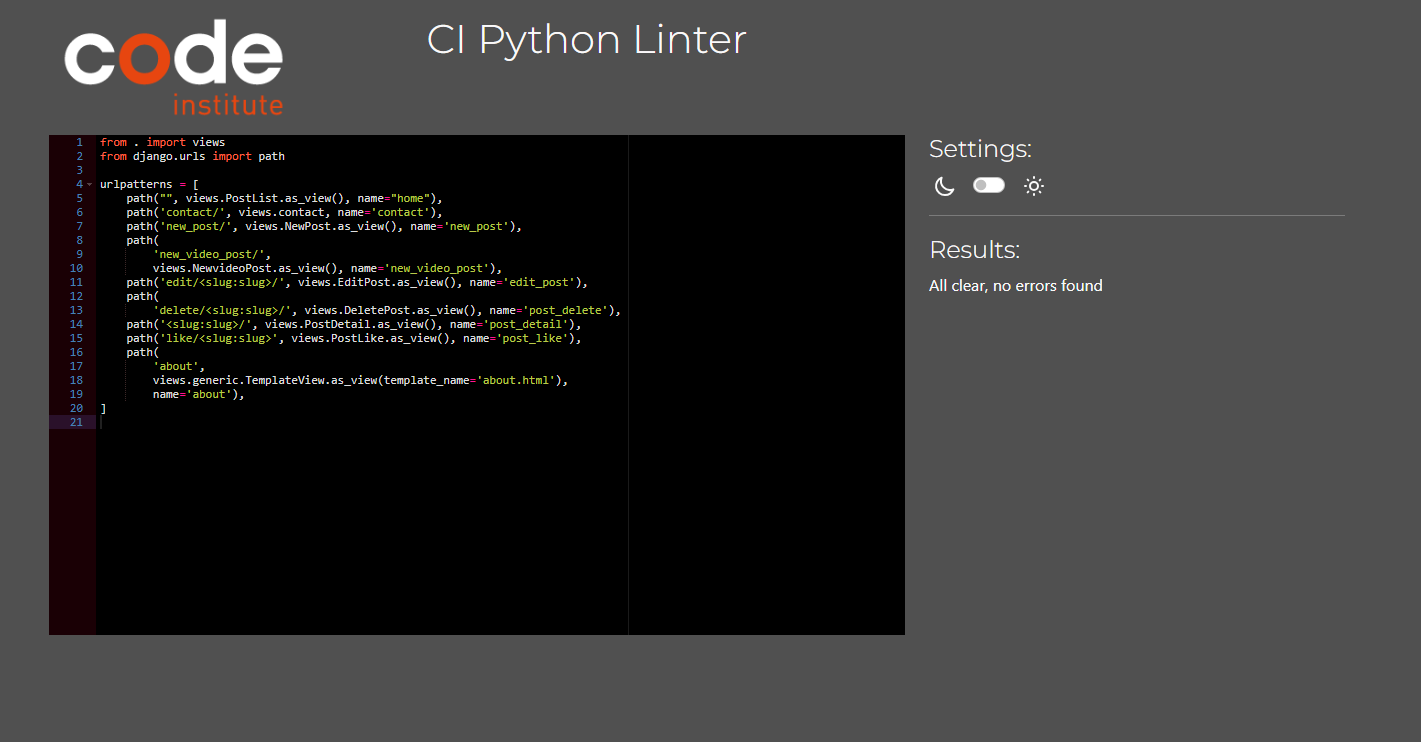 code
institute
CI Python Linter
1 from . import views
2 from django.urls import path
3
4 urlpatterns = [
5     path("", views.PostList.as_view(), name="home"),
6     path('contact/', views.contact, name='contact'),
7     path('new_post/', views.NewPost.as_view(), name='new_post'),
8     path(
9         'new_video_post/',
10         views.NewvideoPost.as_view(), name='new_video_post'),
11     path('edit/<slug:slug>/', views.EditPost.as_view(), name='edit_post'),
12     path(
13         'delete/<slug:slug>/', views.DeletePost.as_view(), name='post_delete'),
14     path('<slug:slug>/', views.PostDetail.as_view(), name='post_detail'),
15     path('like/<slug:slug>', views.PostLike.as_view(), name='post_like'),
16     path(
17         'about',
18         views.generic.TemplateView.as_view(template_name='about.html'),
19         name='about'),
20 ]
21
Settings:
Results:
All clear, no errors found